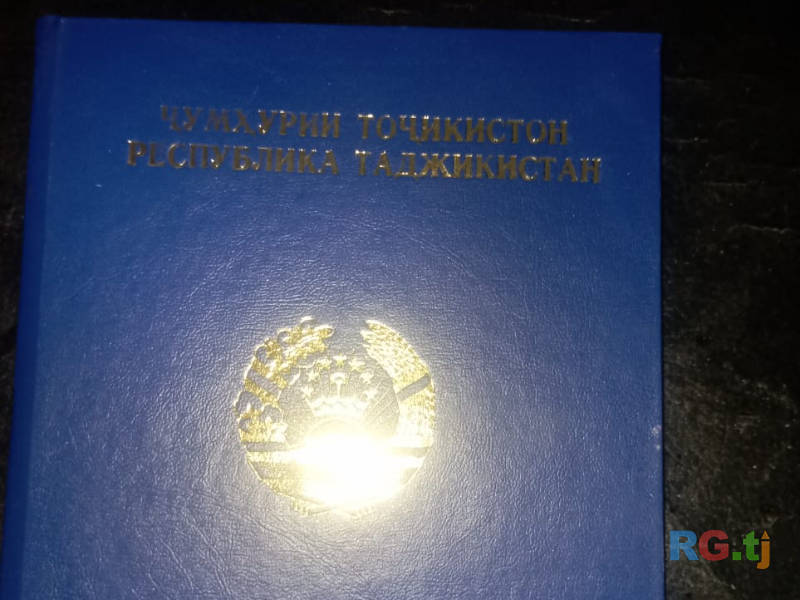 ҶУМҲУРИИ ТОҶИКИСТОН
РЕСПУБЛИКА ТАДЖИКИСТАН
RG.tj